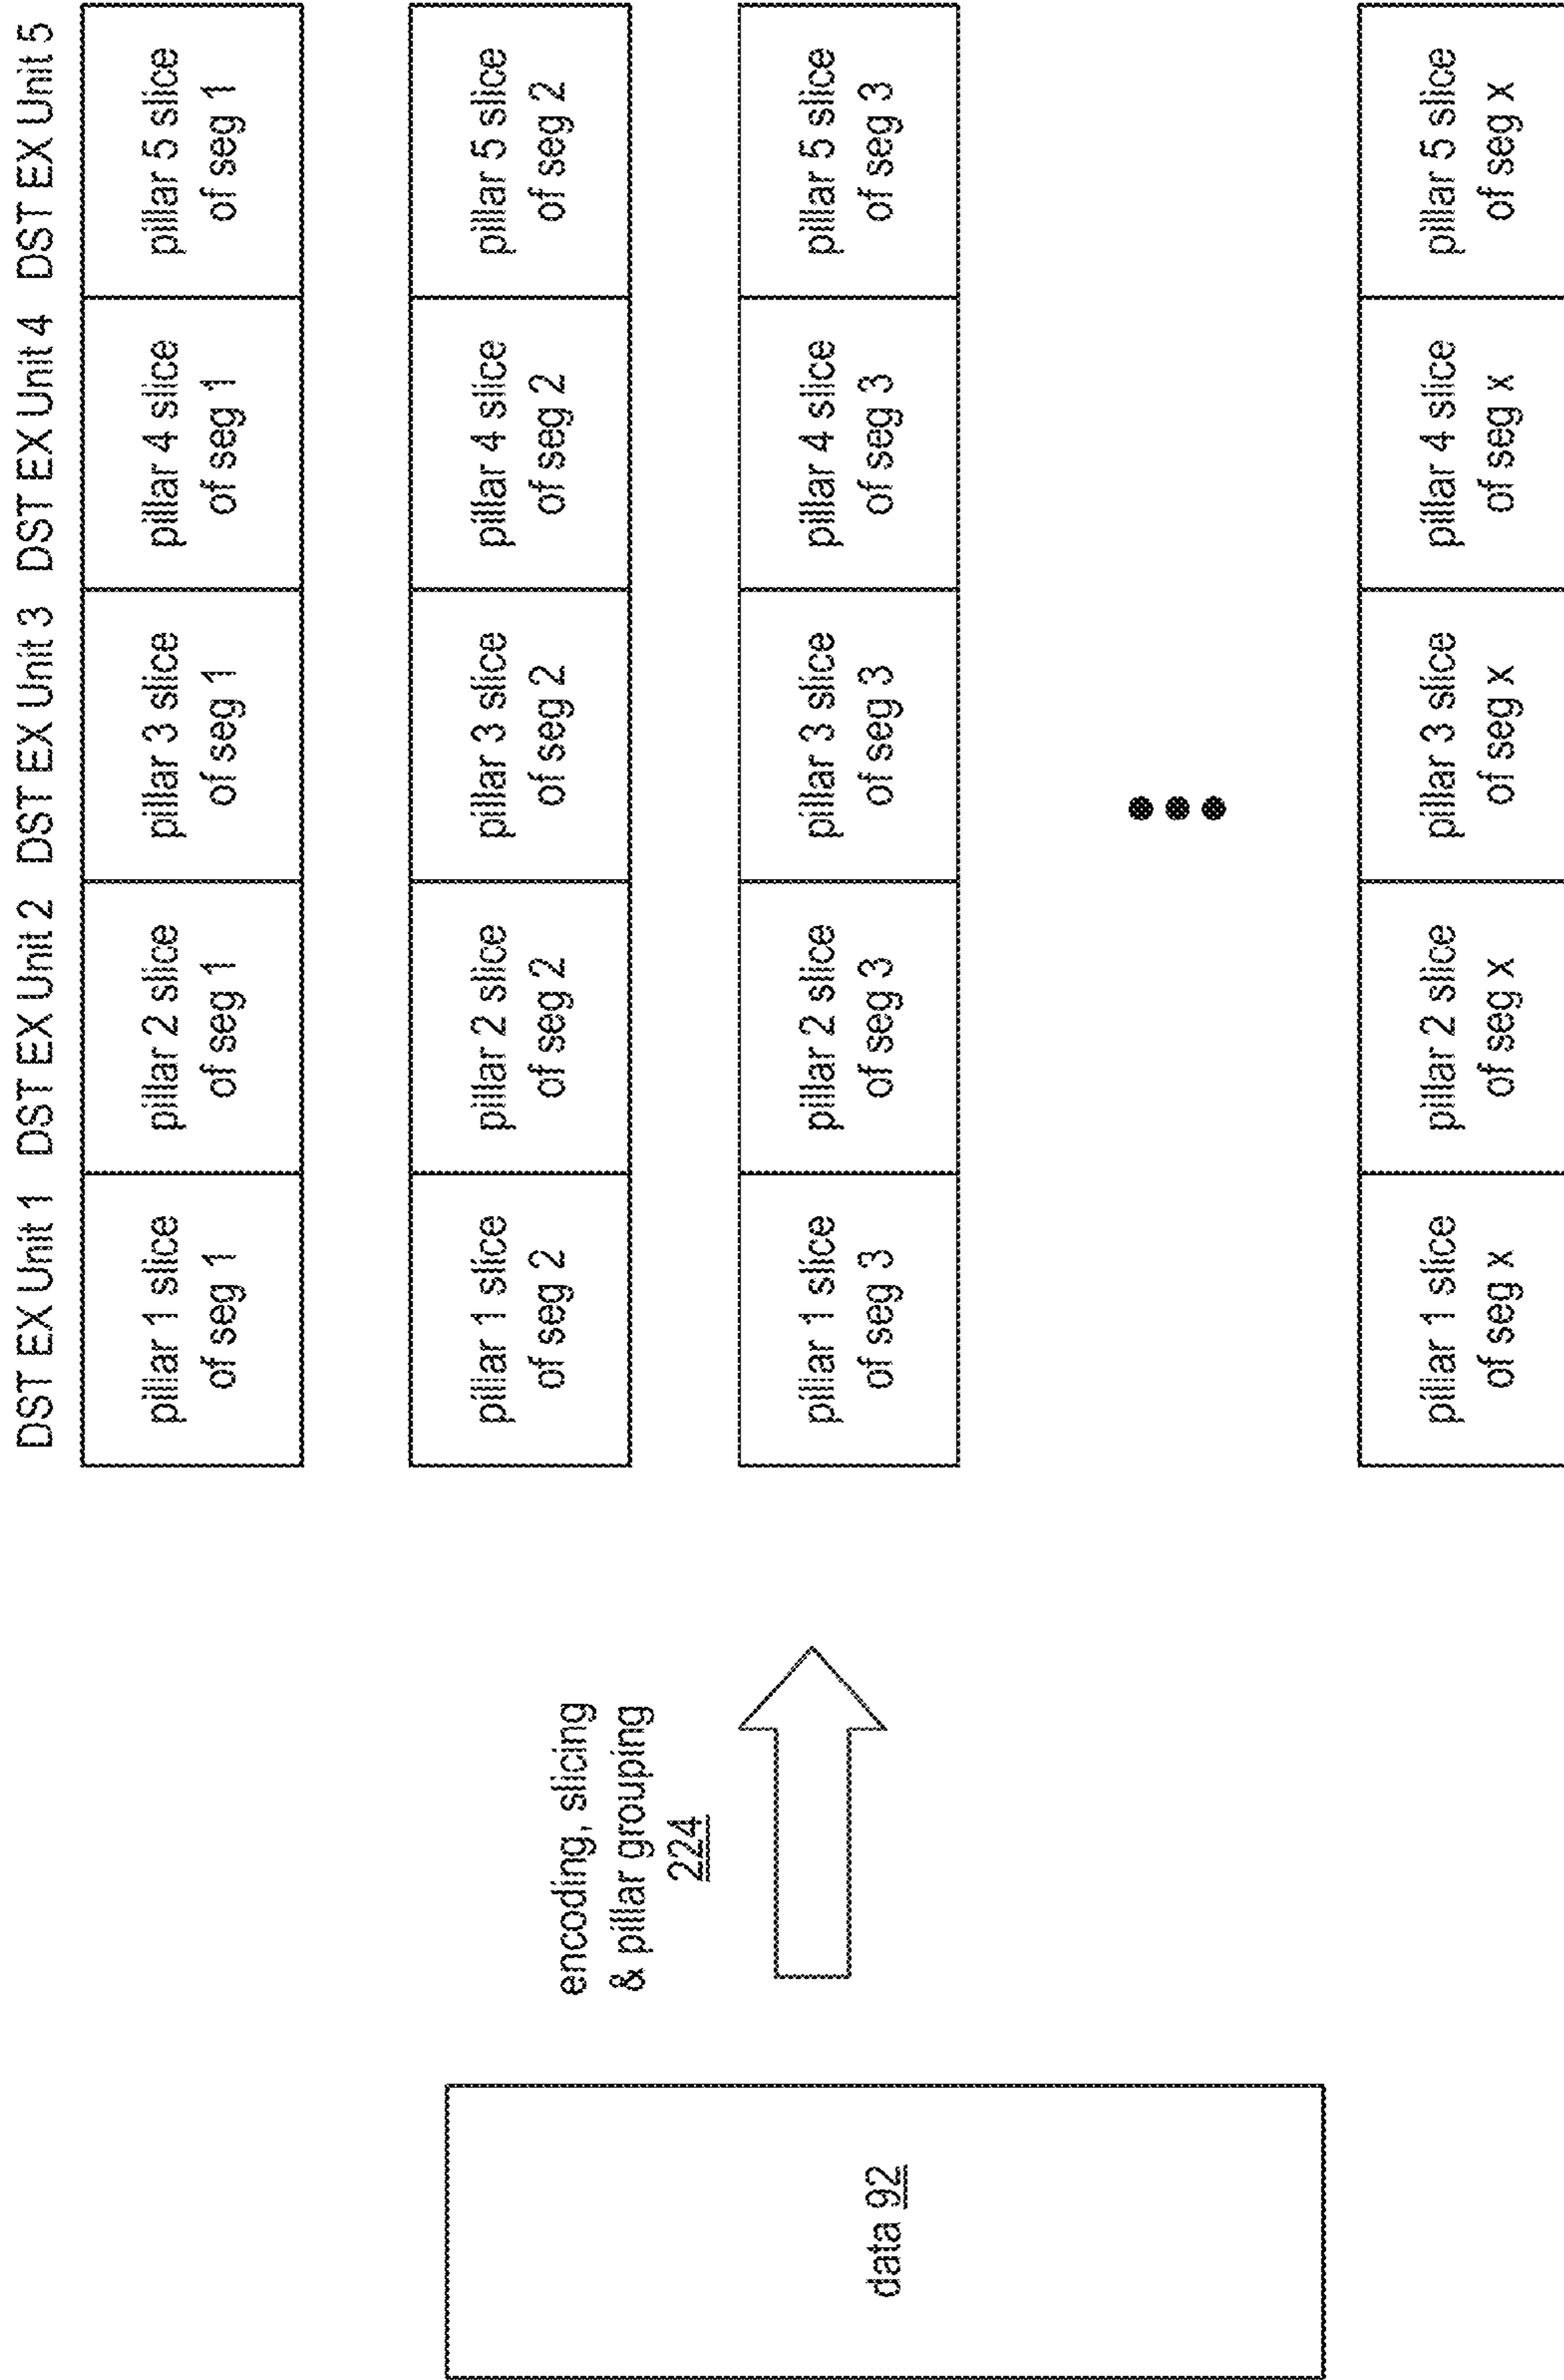 DST EX Unit 1 DST EX Unit 2 DST EX Unit 3 DST EX Unit 4 DST EX Unit 5
pillar 1 slice
of seg 1
pillar 2 slice
of seg 1
pillar 3 slice
of seg 1
pillar 4 slice
of seg 1
pillar 5 slice
of seg 1
pillar 1 slice
of seg 2
pillar 2 slice
of seg 2
pillar 3 slice
of seg 2
pillar 4 slice
of seg 2
pillar 5 slice
of seg 2
encoding, slicing
& pillar grouping
224
data 92
pillar 1 slice
of seg 3
pillar 2 slice
of seg 3
pillar 3 slice
of seg 3
pillar 4 slice
of seg 3
pillar 5 slice
of seg 3
pillar 1 slice
of seg x
pillar 2 slice
of seg x
pillar 3 slice
of seg x
pillar 4 slice
of seg x
pillar 5 slice
of seg x